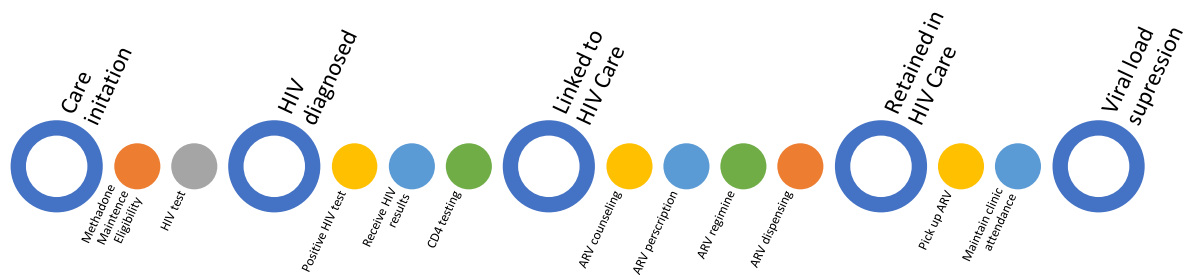 Care
initation
Methadone
Maintence
Eligibility
HIV test
HIV
diagnosed
Positive HIV test
Receive HIV
results
CD4 testing
Linked to
HIV Care
ARV counseling
ARV perscription
ARV regimine
ARV dispensing
Retained in
HIV Care
Pick up ARV
Maintain clinic
attendance
Viral load
supression